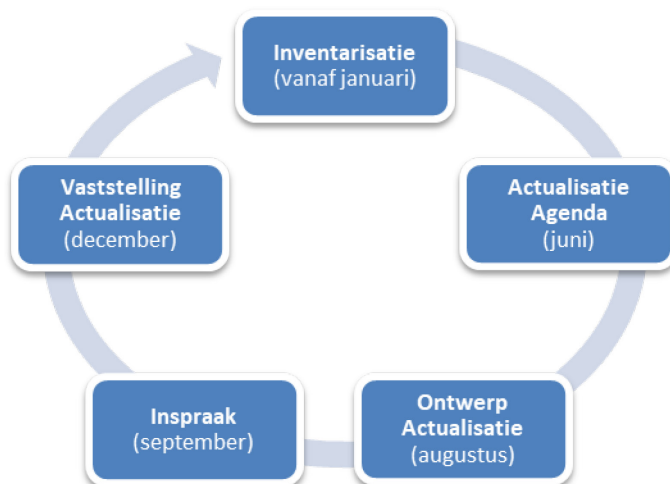 Inventarisatie
(vanaf januari)
Actualisatie
Agenda
(juni)
Ontwerp
Actualisatie
(augustus)
Inspraak
(september)
Vaststelling
Actualisatie
(december)